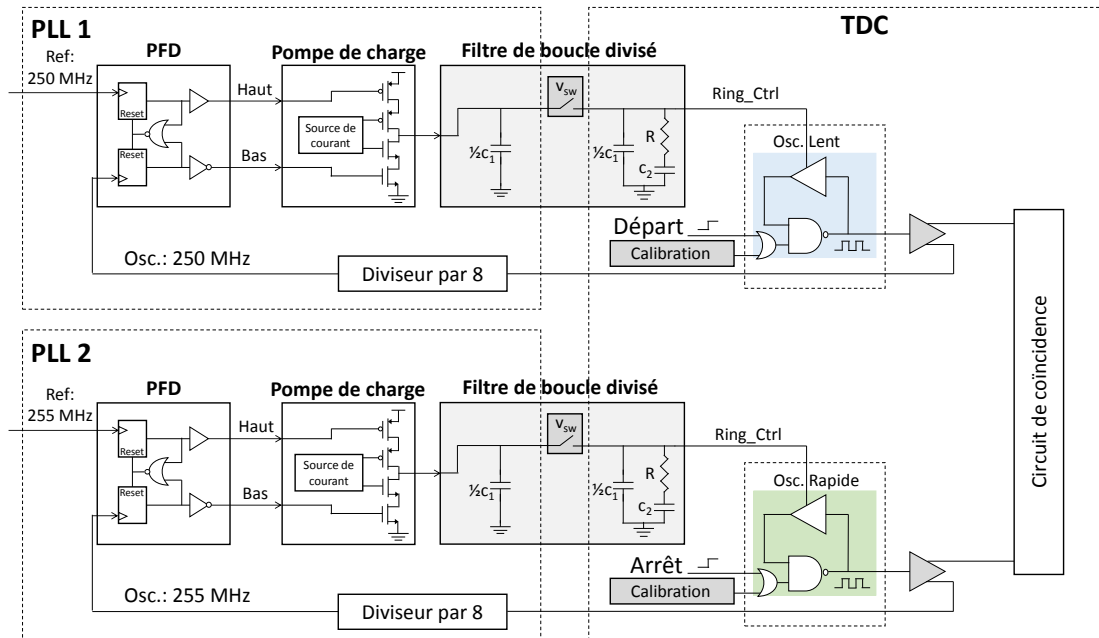 PLL 1
TDC
PFD
Pompe de charge
Filtre de boucle divisé
Ref:
250 MHz
Haut
Reset
Reset
Bas
Source de
courant
½c₁
V_SW
½c₁
R
c₂
Ring_Ctrl
Osc. Lent
Départ
Calibration
Osc.: 250 MHz
Diviseur par 8
Circuit de coïncidence
PLL 2
PFD
Pompe de charge
Filtre de boucle divisé
Ref:
255 MHz
Haut
Reset
Reset
Bas
Source de
courant
½c₁
V_SW
½c₁
R
c₂
Ring_Ctrl
Osc. Rapide
Arrêt
Calibration
Osc.: 255 MHz
Diviseur par 8